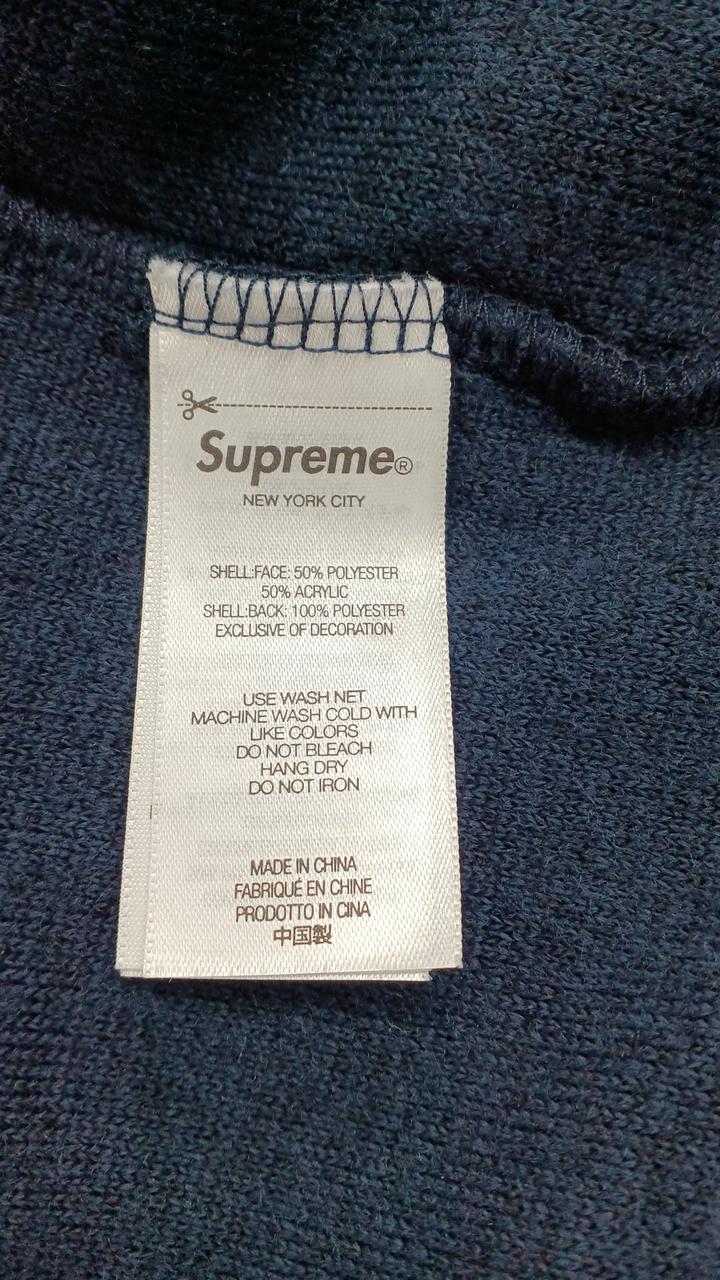 Supreme®
NEW YORK CITY
SHELL:FACE: 50% POLYESTER
50% ACRYLIC
SHELL:BACK: 100% POLYESTER
EXCLUSIVE OF DECORATION
USE WASH NET
MACHINE WASH COLD WITH
LIKE COLORS
DO NOT BLEACH
HANG DRY
DO NOT IRON
MADE IN CHINA
FABRIQUÉ EN CHINE
PRODOTTO IN CINA
中国製